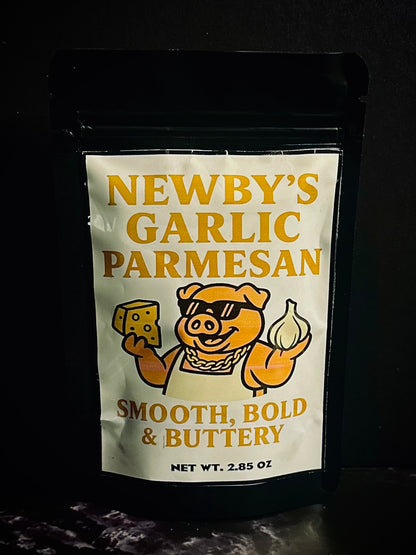 NEWBY'S
GARLIC
PARMESAN
SMOOTH, BOLD
& BUTTERY
NET WT. 2.85 OZ